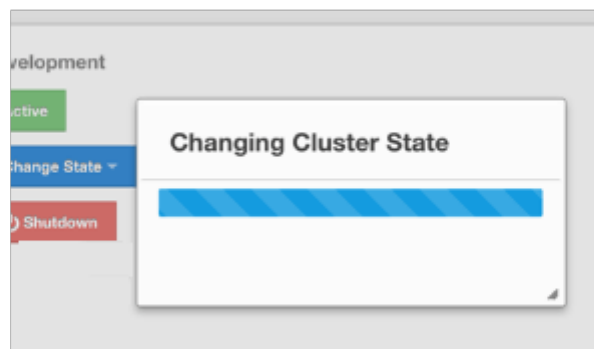 velopment
ctive
Changing Cluster State
hange State
Shutdown